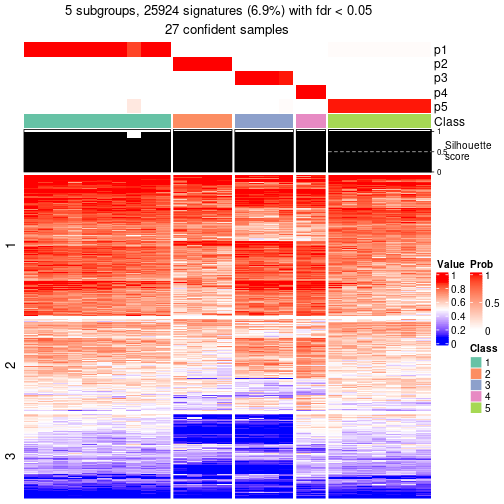 5 subgroups, 25924 signatures (6.9%) with fdr < 0.05
27 confident samples
p1
p2
p3
p4
p5
Class
1
0.5
0
Silhouette
score
1
2
3
Value
1
0.8
0.6
0.4
0.2
0
Prob
1
0.5
0
Class
1
2
3
4
5